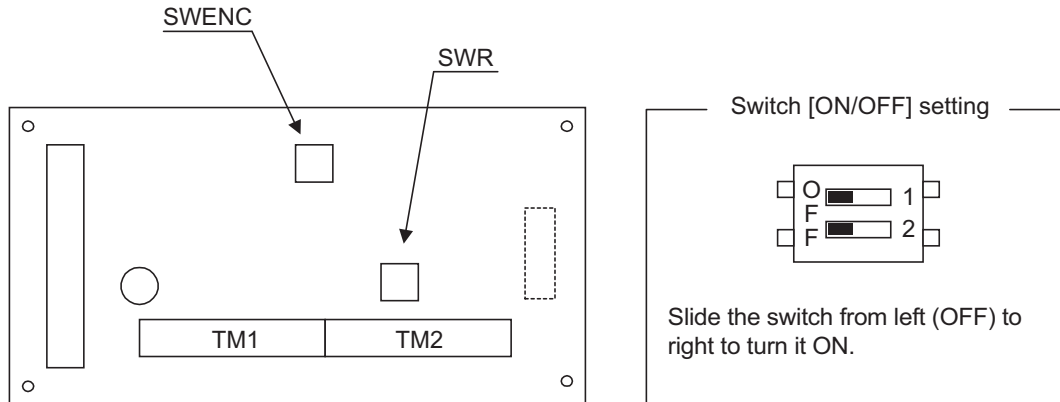 SWENC
SWR
TM1
TM2
Switch [ON/OFF] setting
O
F
F
1
2
Slide the switch from left (OFF) to
right to turn it ON.